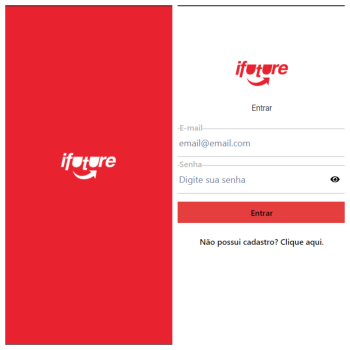 ifuture
ifuture
Entrar
E-mail
email@email.com
Senha
Digite sua senha
Entrar
Não possui cadastro? Clique aqui.